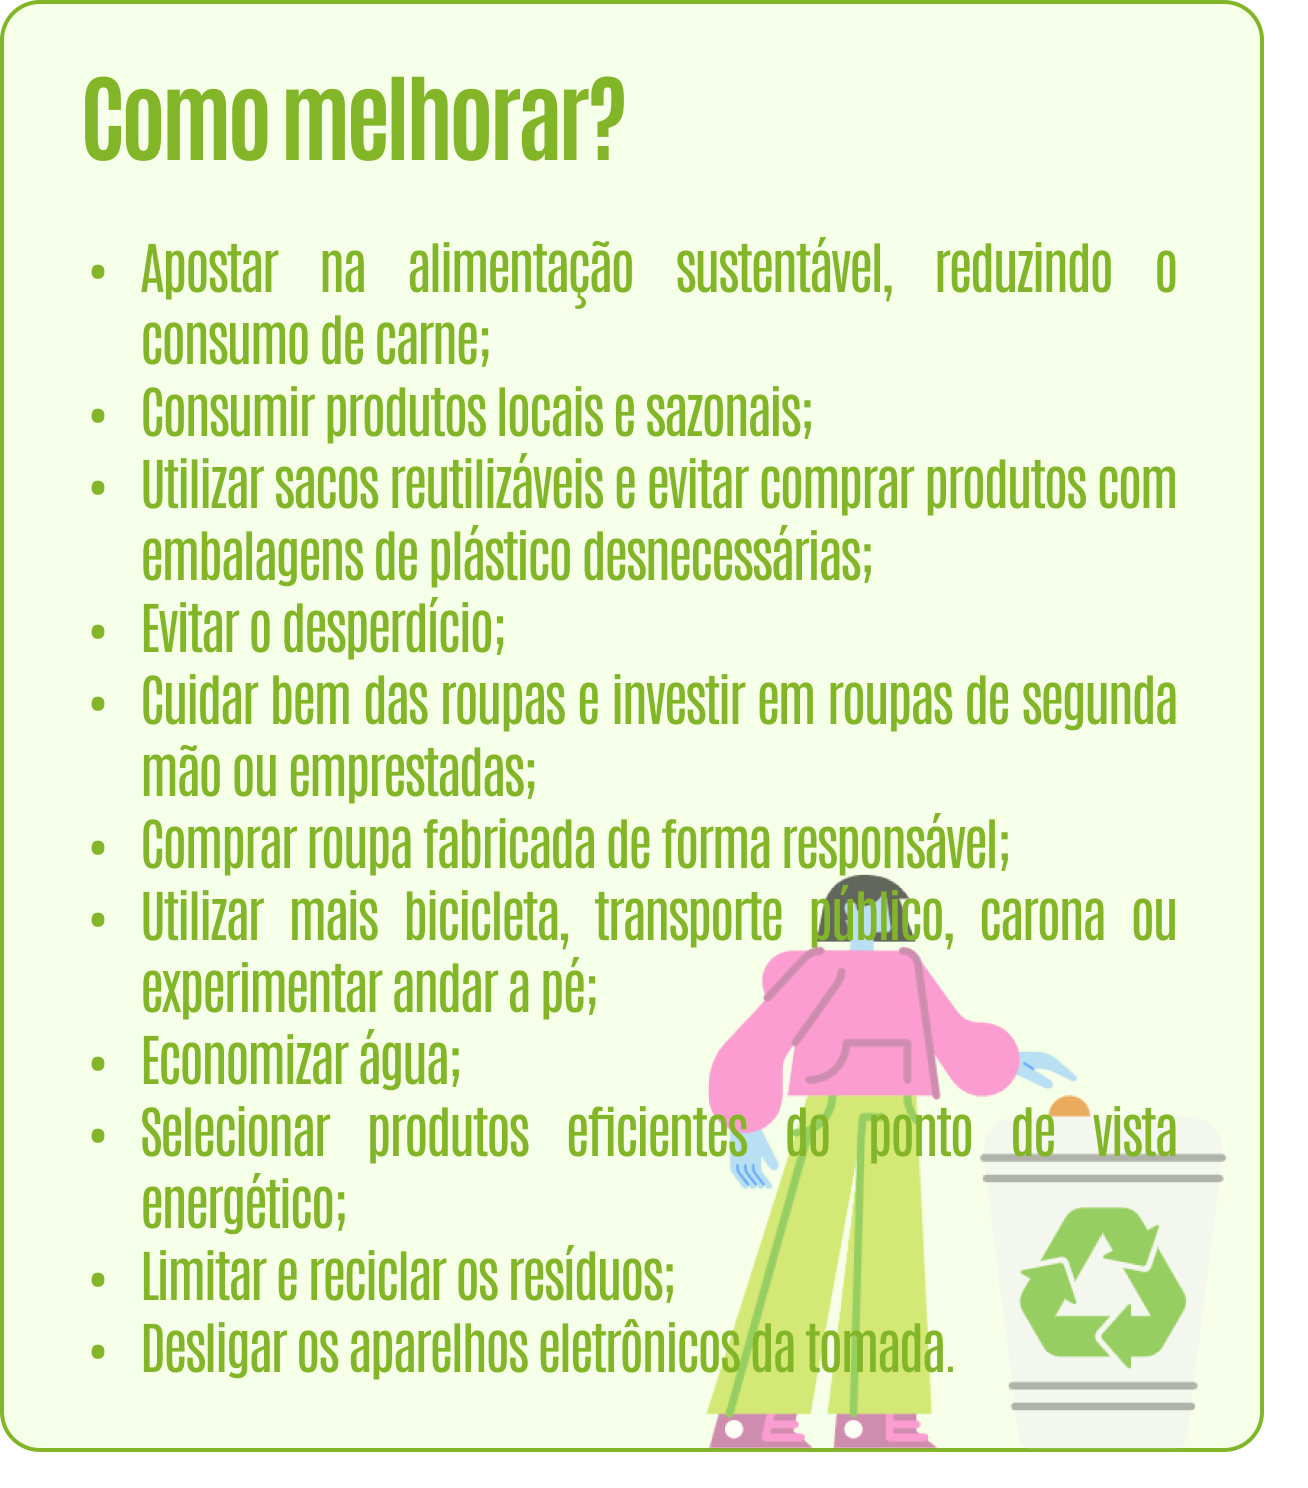 Como melhorar?
• Apostar na alimentação sustentável, reduzindo o
consumo de carne;
• Consumir produtos locais e sazonais;
• Utilizar sacos reutilizáveis e evitar comprar produtos com
embalagens de plástico desnecessárias;
• Evitar o desperdício;
• Cuidar bem das roupas e investir em roupas de segunda
mão ou emprestadas;
• Comprar roupa fabricada de forma responsável;
• Utilizar mais bicicleta, transporte público, carona ou
experimentar andar a pé;
• Economizar água;
• Selecionar produtos eficientes do ponto de vista
energético;
• Limitar e reciclar os resíduos;
• Desligar os aparelhos eletrônicos da tomada.